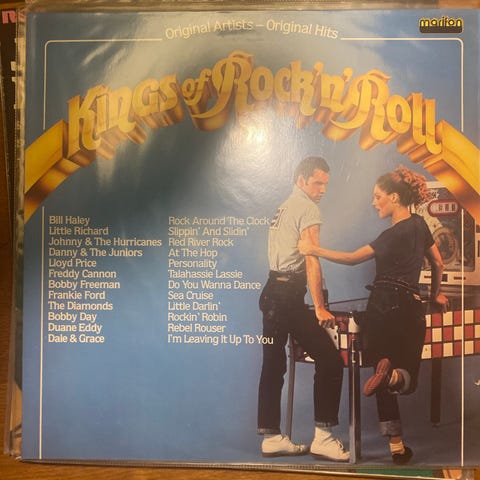 Original Artists – Original Hits
mariton
Kings of Rock'n'Roll
Bill Haley Rock Around The Clock
Little Richard Slippin' And Slidin'
Johnny & The Hurricanes Red River Rock
Danny & The Juniors At The Hop
Lloyd Price Personality
Freddy Cannon Talahassie Lassie
Bobby Freeman Do You Wanna Dance
Frankie Ford Sea Cruise
The Diamonds Little Darlin'
Bobby Day Rockin' Robin
Duane Eddy Rebel Rouser
Dale & Grace I'm Leaving It Up To You